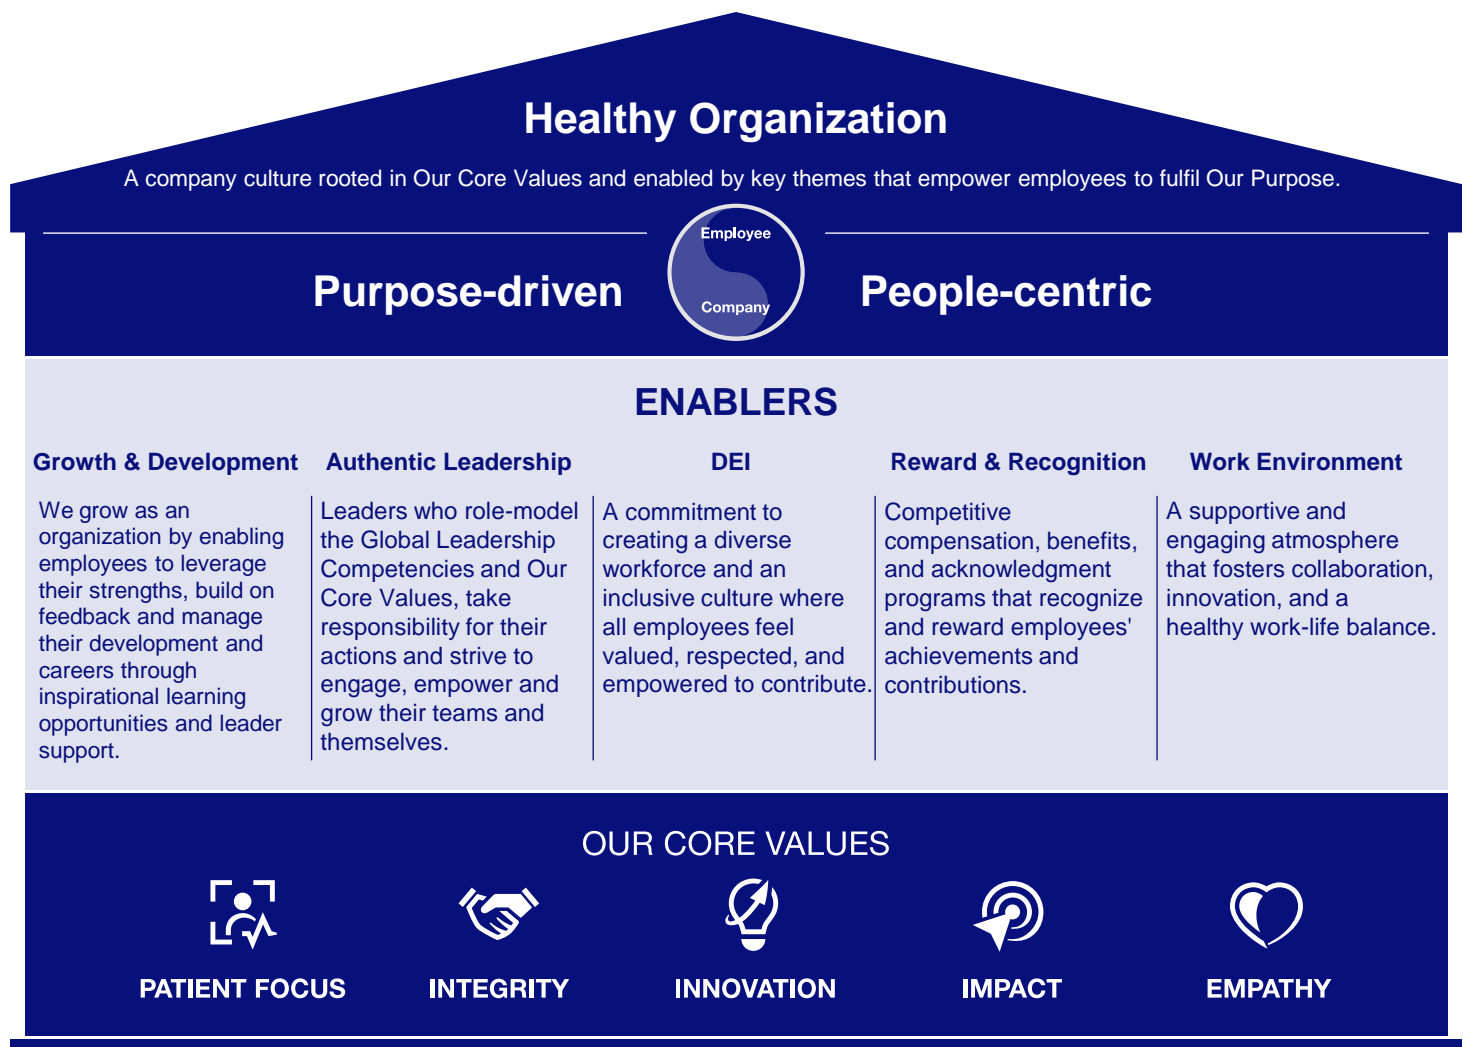 Healthy Organization
A company culture rooted in Our Core Values and enabled by key themes that empower employees to fulfil Our Purpose.
Purpose-driven
Employee
Company
People-centric
ENABLERS
Growth & Development
We grow as an
organization by enabling
employees to leverage
their strengths, build on
feedback and manage
their development and
careers through
inspirational learning
opportunities and leader
support.
Authentic Leadership
Leaders who role-model
the Global Leadership
Competencies and Our
Core Values, take
responsibility for their
actions and strive to
engage, empower and
grow their teams and
themselves.
DEI
A commitment to
creating a diverse
workforce and an
inclusive culture where
all employees feel
valued, respected, and
empowered to contribute.
Reward & Recognition
Competitive
compensation, benefits,
and acknowledgment
programs that recognize
and reward employees'
achievements and
contributions.
Work Environment
A supportive and
engaging atmosphere
that fosters collaboration,
innovation, and a
healthy work-life balance.
OUR CORE VALUES
PATIENT FOCUS
INTEGRITY
INNOVATION
IMPACT
EMPATHY